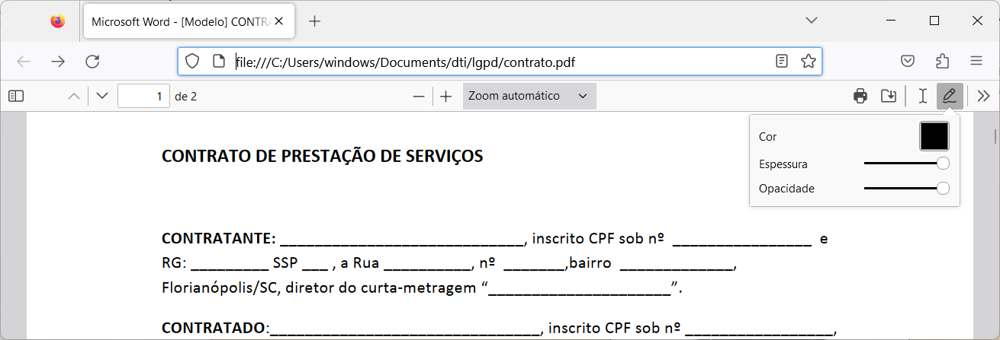 Microsoft Word - [Modelo] CONTRA
file:///C:/Users/windows/Documents/dti/lgpd/contrato.pdf
1 de 2
Zoom automático
Cor
Espessura
Opacidade
CONTRATO DE PRESTAÇÃO DE SERVIÇOS
CONTRATANTE: ____________________________, inscrito CPF sob nº ________________ e
RG: _________ SSP ___ , a Rua __________, nº _______,bairro _____________,
Florianópolis/SC, diretor do curta-metragem “_____________________”.
CONTRATADO:_______________________________, inscrito CPF sob nº _________________,